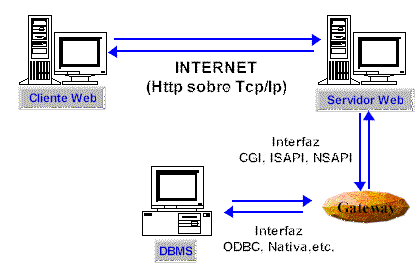 INTERNET
(Http sobre Tcp/Ip)
Cliente Web
Servidor Web
Interfaz
CGI, ISAPI, NSAPI
Gateway
Interfaz
ODBC, Nativa,etc.
DBMS